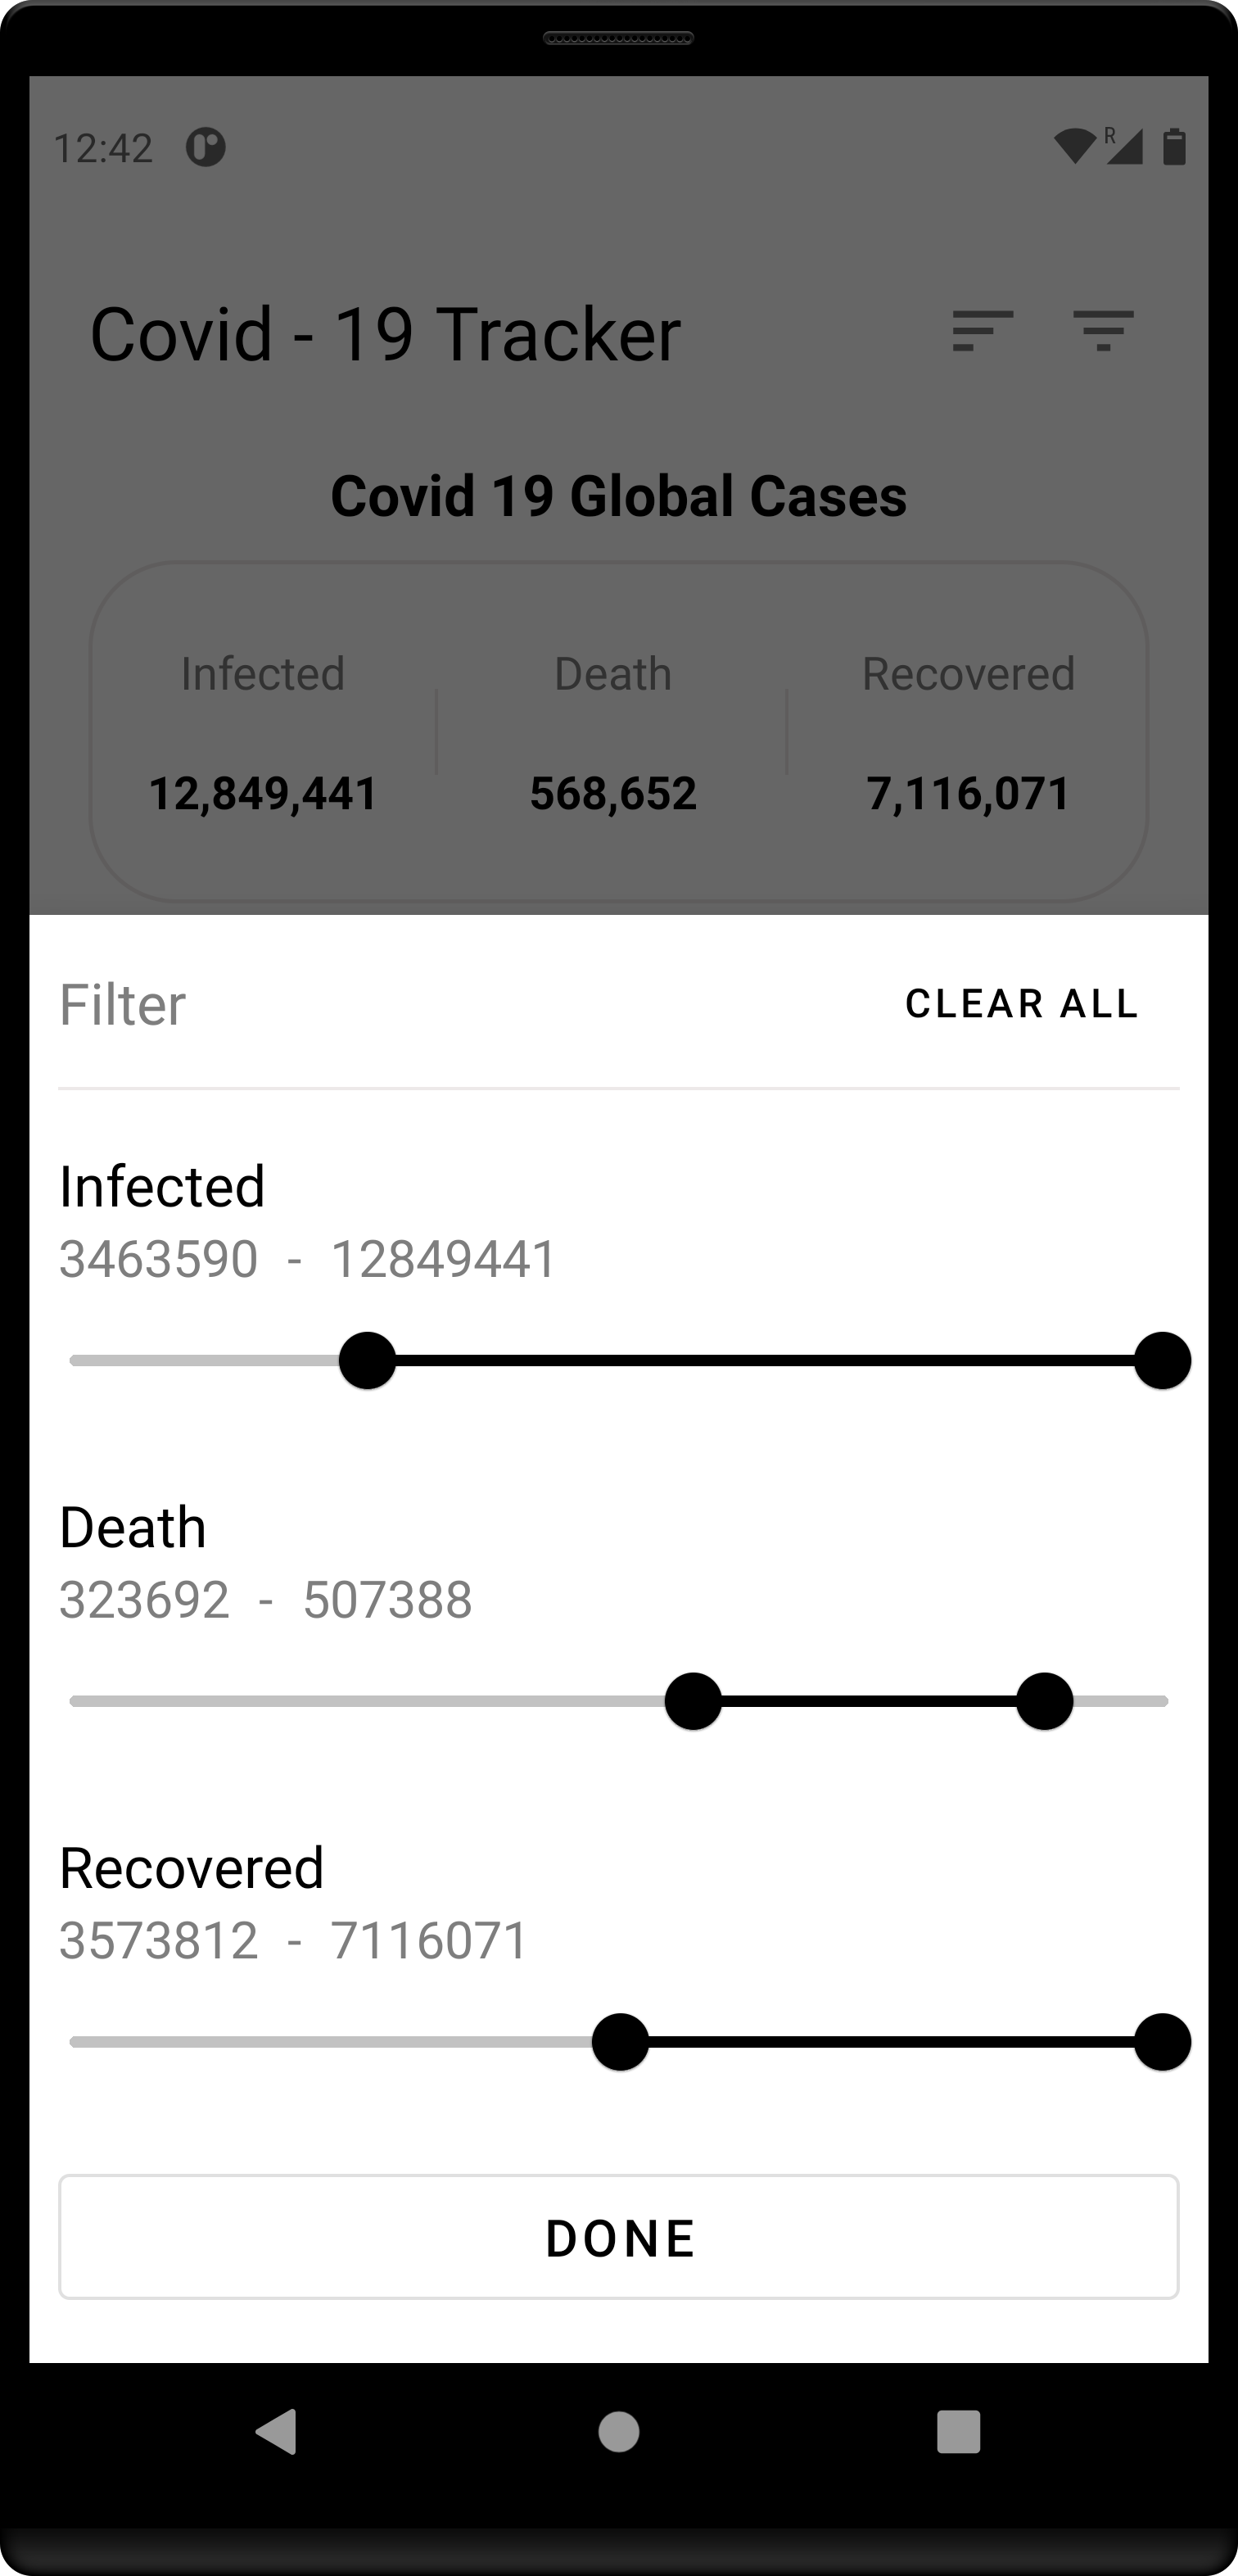 12:42 R
Covid - 19 Tracker
Covid 19 Global Cases
Infected Death Recovered
12,849,441 568,652 7,116,071
Filter CLEAR ALL
Infected
3463590 - 12849441
Death
323692 - 507388
Recovered
3573812 - 7116071
DONE